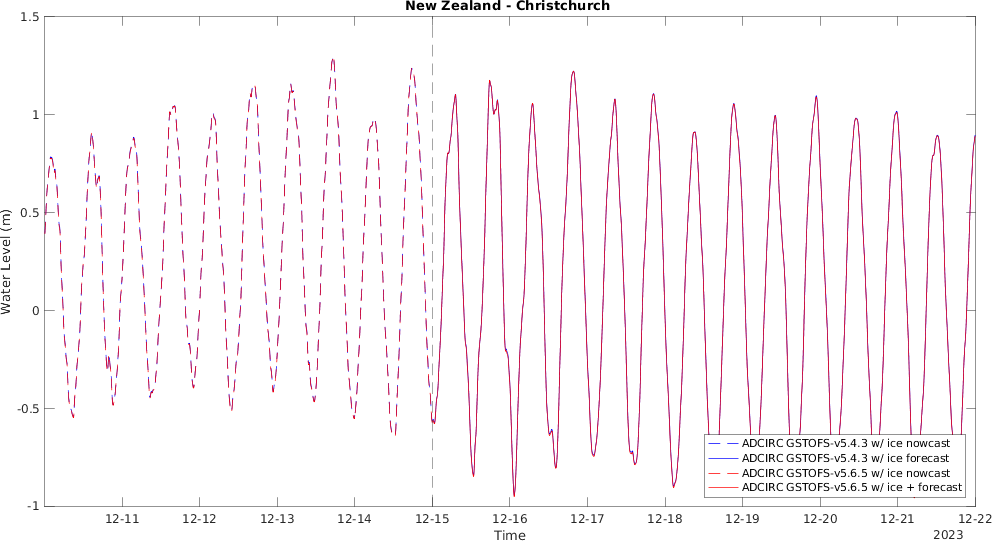 New Zealand - Christchurch
1.5
1
0.5
0
-0.5
-1
Water Level (m)
12-11 12-12 12-13 12-14 12-15 12-16 12-17 12-18 12-19 12-20 12-21 12-22
Time
2023
ADCIRC GSTOFS-v5.4.3 w/ ice nowcast
ADCIRC GSTOFS-v5.4.3 w/ ice forecast
ADCIRC GSTOFS-v5.6.5 w/ ice nowcast
ADCIRC GSTOFS-v5.6.5 w/ ice + forecast